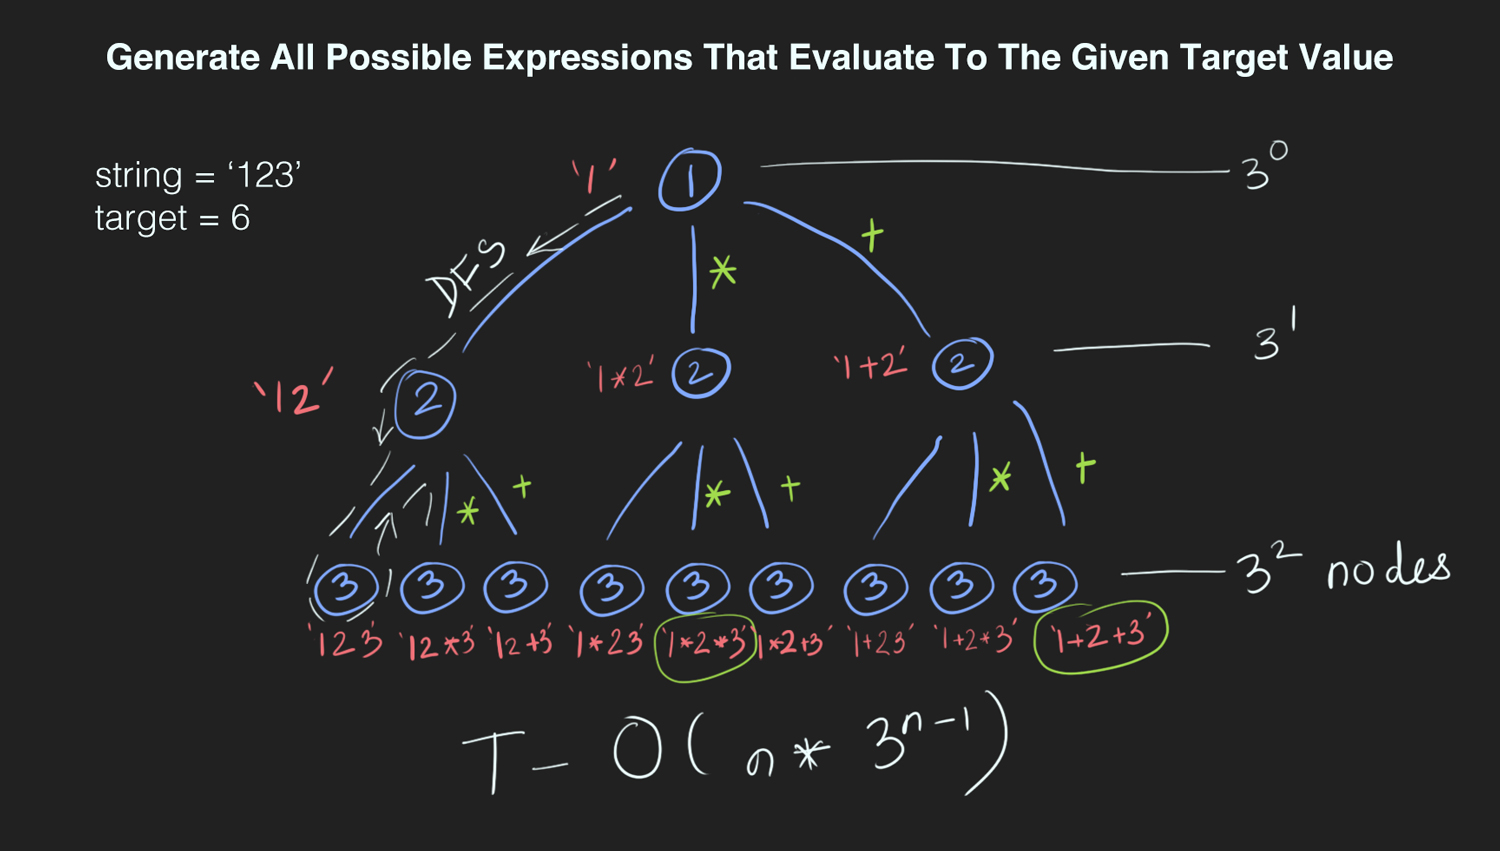 Generate All Possible Expressions That Evaluate To The Given Target Value
string = ‘123’
target = 6
'1' 1 3^0
DFS * +
'12' 2 '1*2' 2 '1+2' 2 3^1
* + * + * +
3 3 3 3 3 3 3 3 3 3^2 nodes
'123' '12*3' '12+3' '1*23' '1*2*3' '1*2+3' '1+23' '1+2*3' '1+2+3'
T - O(n * 3^n-1)